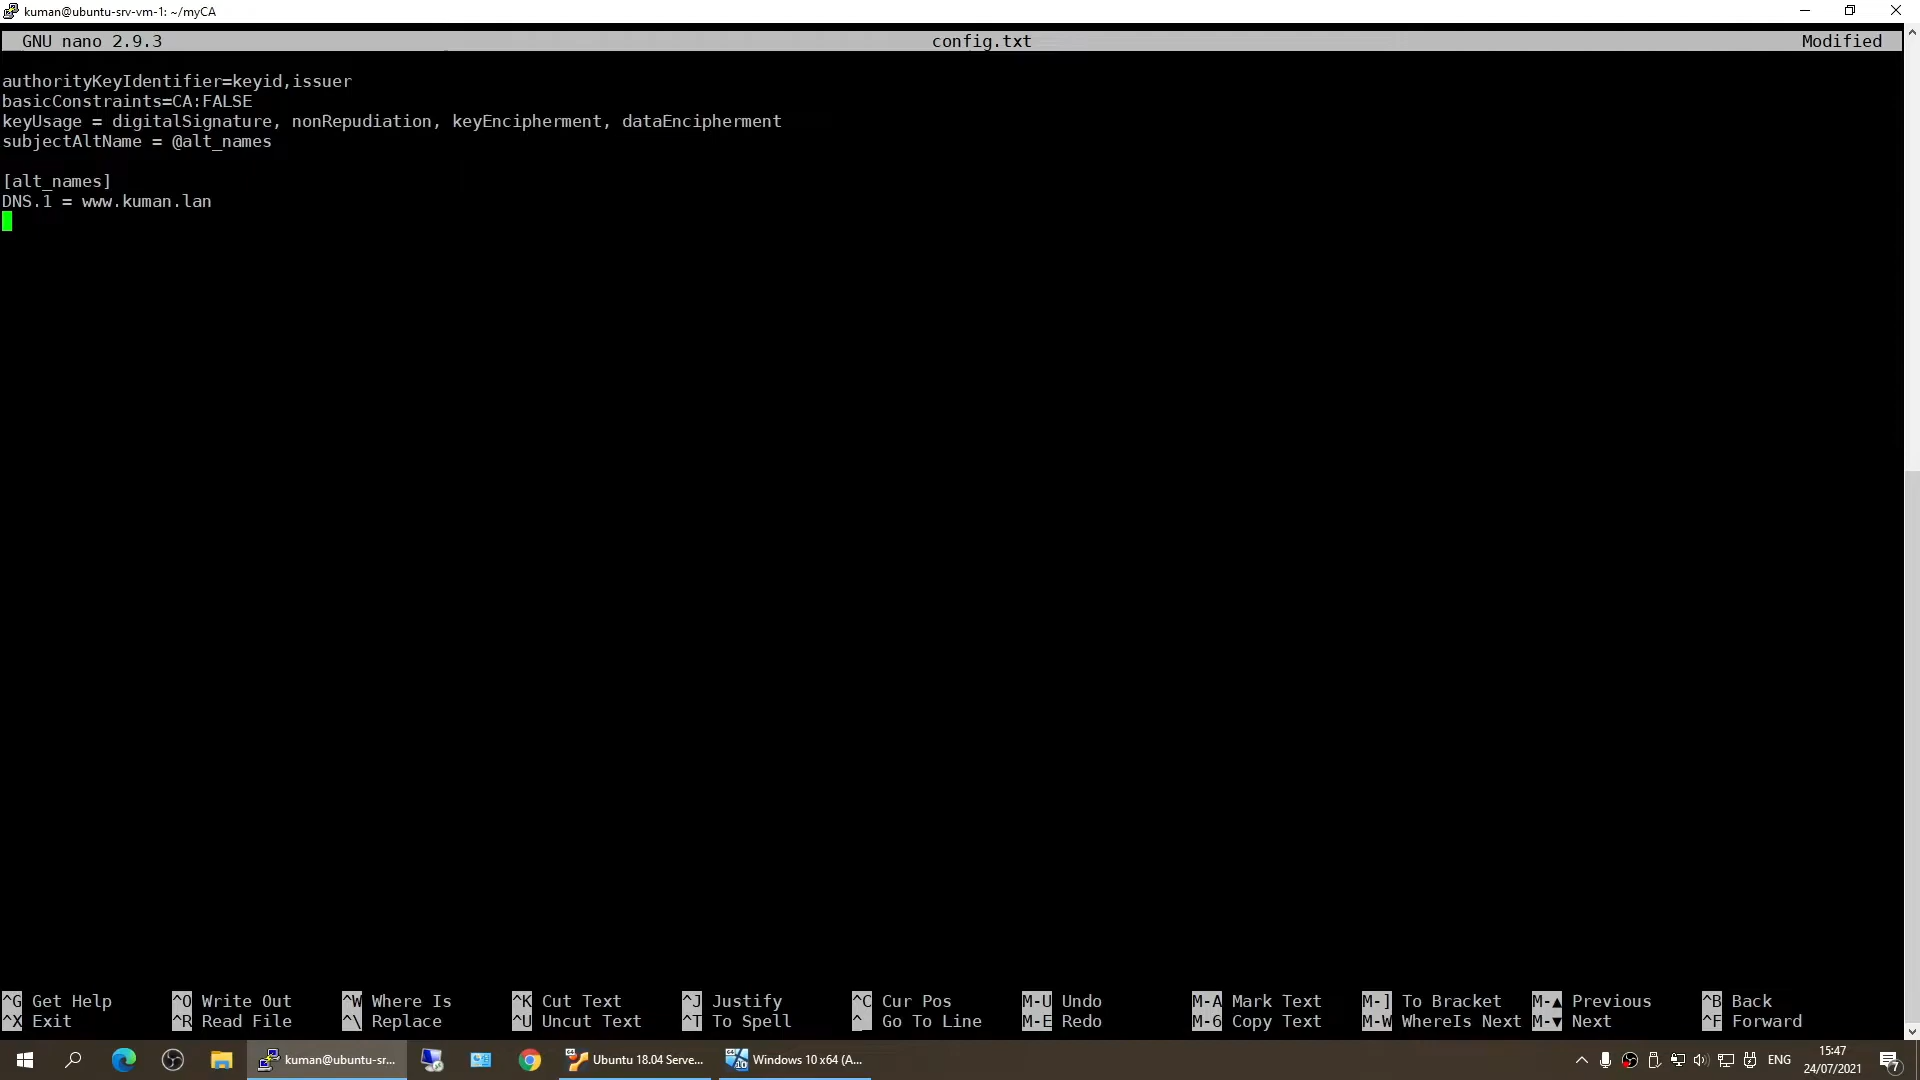 kuman@ubuntu-srv-vm-1: ~/myCA
GNU nano 2.9.3 config.txt Modified
authorityKeyIdentifier=keyid,issuer
basicConstraints=CA:FALSE
keyUsage = digitalSignature, nonRepudiation, keyEncipherment, dataEncipherment
subjectAltName = @alt_names
[alt_names]
DNS.1 = www.kuman.lan
^G Get Help ^O Write Out ^W Where Is ^K Cut Text ^J Justify ^C Cur Pos M-U Undo M-A Mark Text M-] To Bracket M-▲ Previous ^B Back
^X Exit ^R Read File ^\ Replace ^U Uncut Text ^T To Spell ^_ Go To Line M-E Redo M-6 Copy Text M-W WhereIs Next M-▼ Next ^F Forward
kuman@ubuntu-sr... Ubuntu 18.04 Serve... Windows 10 x64 (A... ENG 15:47
24/07/2021 7